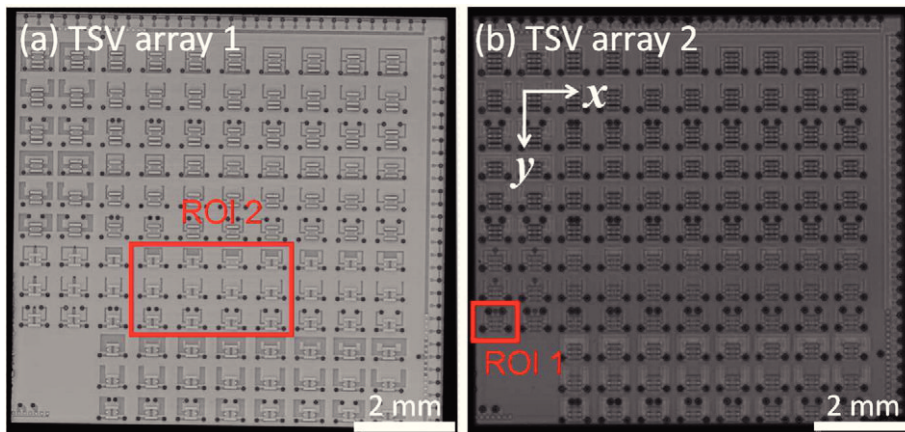 (a) TSV array 1
ROI 2
2 mm
(b) TSV array 2
x
y
ROI 1
2 mm